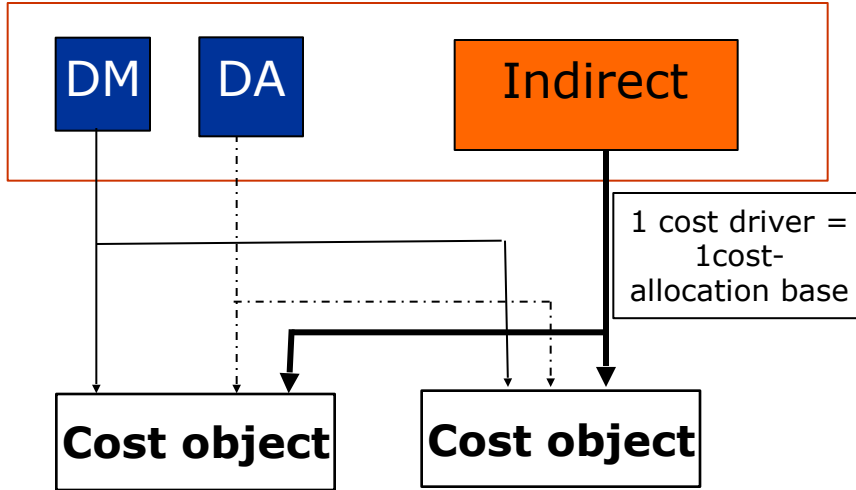 DM
DA
Indirect
1 cost driver =
1cost-
allocation base
Cost object
Cost object